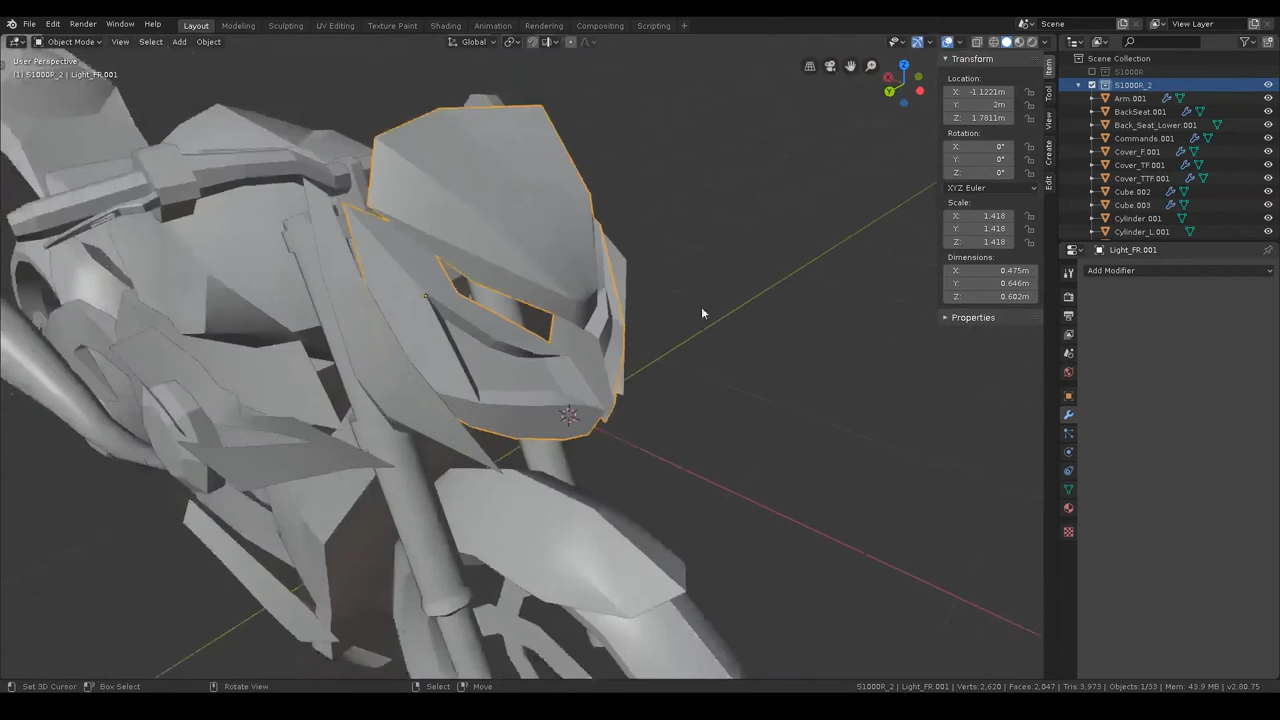 File Edit Render Window Help Layout Modeling Sculpting UV Editing Texture Paint Shading Animation Rendering Compositing Scripting + Scene View Layer
Object Mode View Select Add Object Global
User Perspective
(1) S1000R_2 | Light_FR.001
Transform
Location:
X: -1.1221m
Y: 2m
Z: 1.7811m
Rotation:
X: 0°
Y: 0°
Z: 0°
XYZ Euler
Scale:
X: 1.418
Y: 1.418
Z: 1.418
Dimensions:
X: 0.475m
Y: 0.646m
Z: 0.602m
Properties
Item
Tool
View
Create
Edit
Scene Collection
S1000R
S1000R_2
Arm.001
BackSeat.001
Back_Seat_Lower.001
Commands.001
Cover_F.001
Cover_TF.001
Cover_TTF.001
Cube.002
Cube.003
Cylinder.001
Cylinder_L.001
Light_FR.001
Add Modifier
Set 3D Cursor Box Select Rotate View Select Move S1000R_2 | Light_FR.001 | Verts:2,620 | Faces:2,047 | Tris:3,973 | Objects:1/33 | Mem: 43.9 MB | v2.80.75